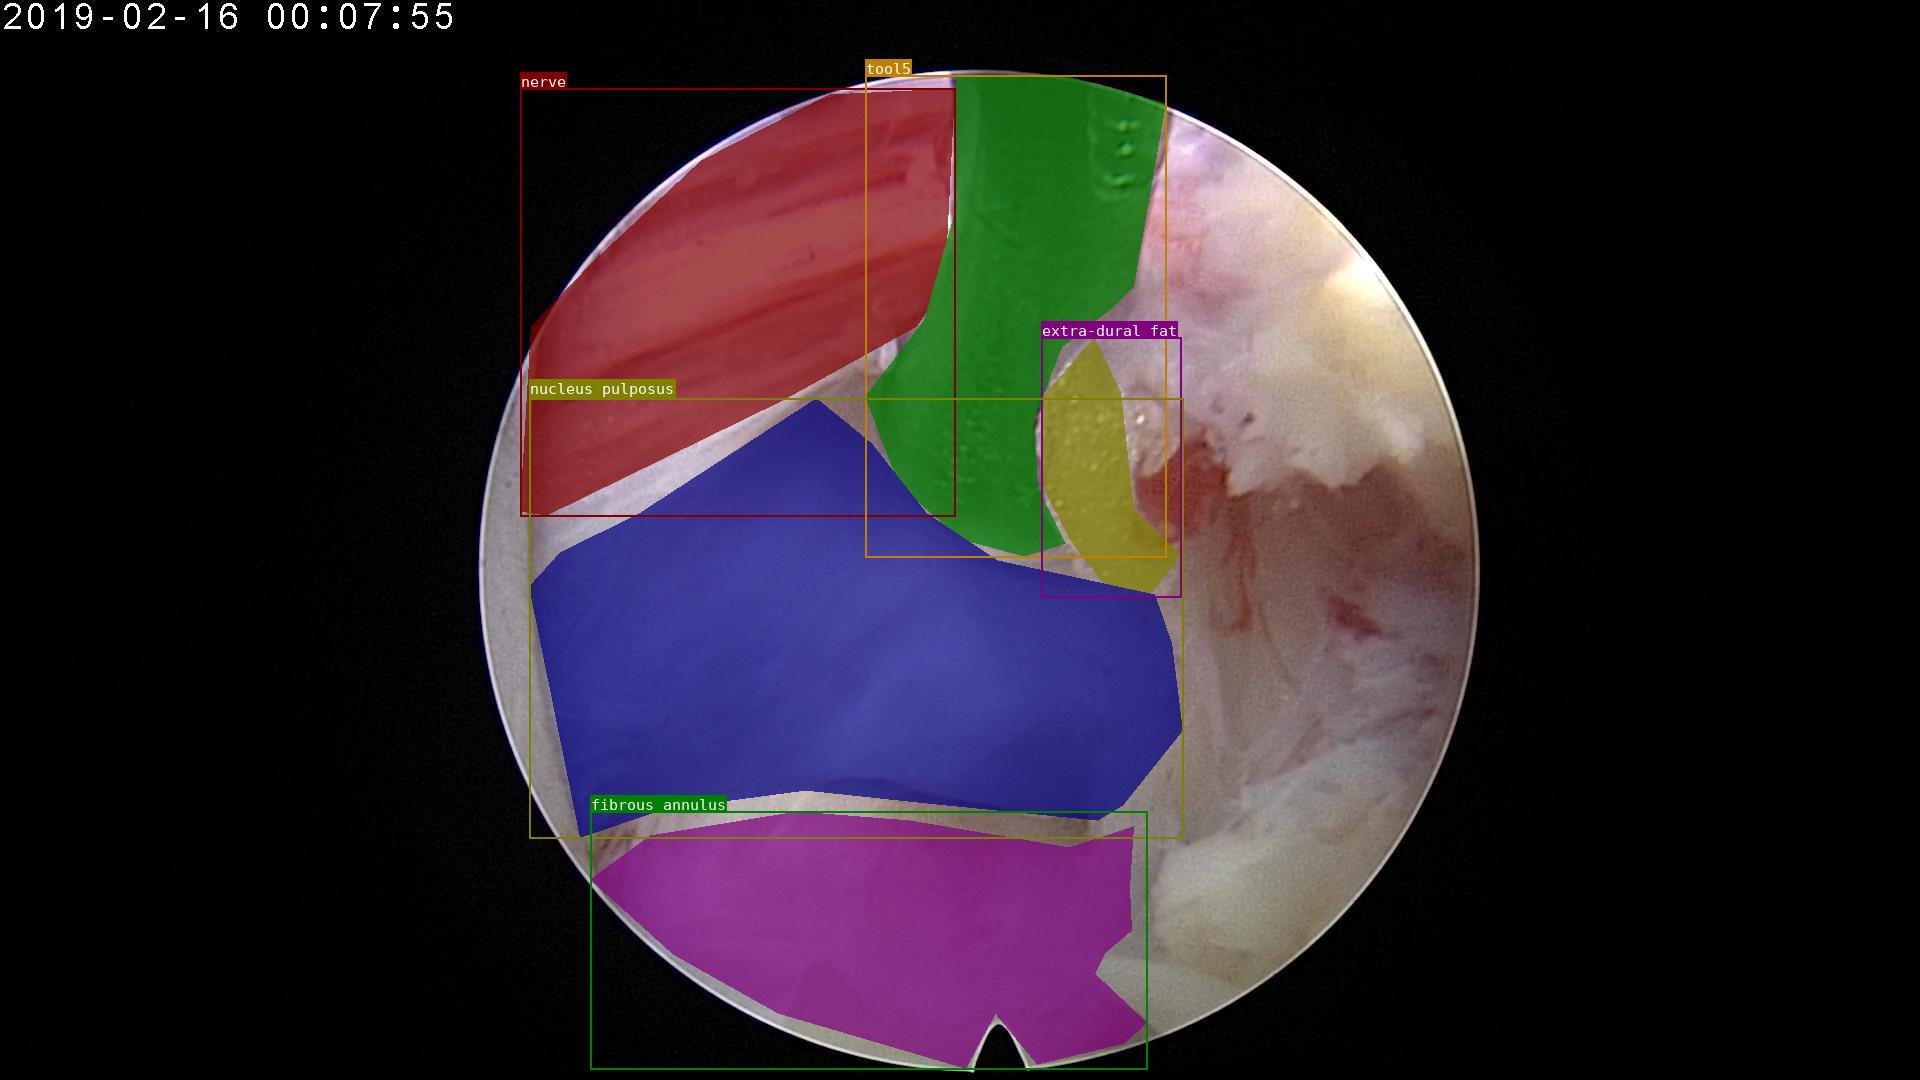 2019-02-16 00:07:55
tool5
nerve
extra-dural fat
nucleus pulposus
fibrous annulus